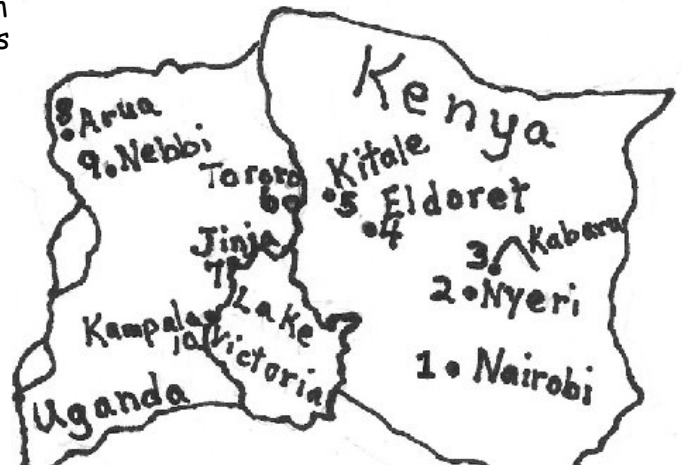 n
s
Kenya
8 Arua
9 Nebbi
Tororo
6
Kitale
5
Eldoret
4
Jinja
7
3 Kabaru
2 Nyeri
Kampala
10
Lake
Victoria
1 Nairobi
Uganda